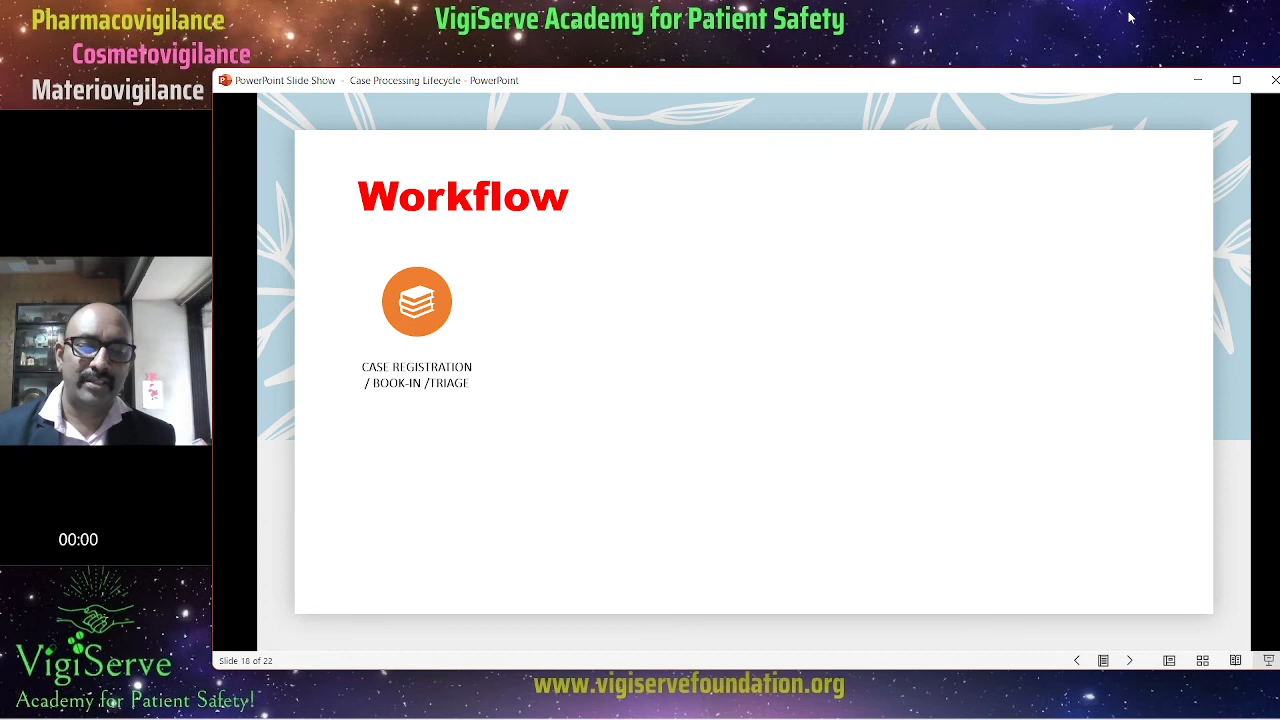 Pharmacovigilance
Cosmetovigilance
Materiovigilance
VigiServe Academy for Patient Safety
PowerPoint Slide Show - Case Processing Lifecycle - PowerPoint
Workflow
CASE REGISTRATION
/ BOOK-IN /TRIAGE
00:00
VigiServe
Academy for Patient Safety!
Slide 18 of 22
www.vigiservefoundation.org